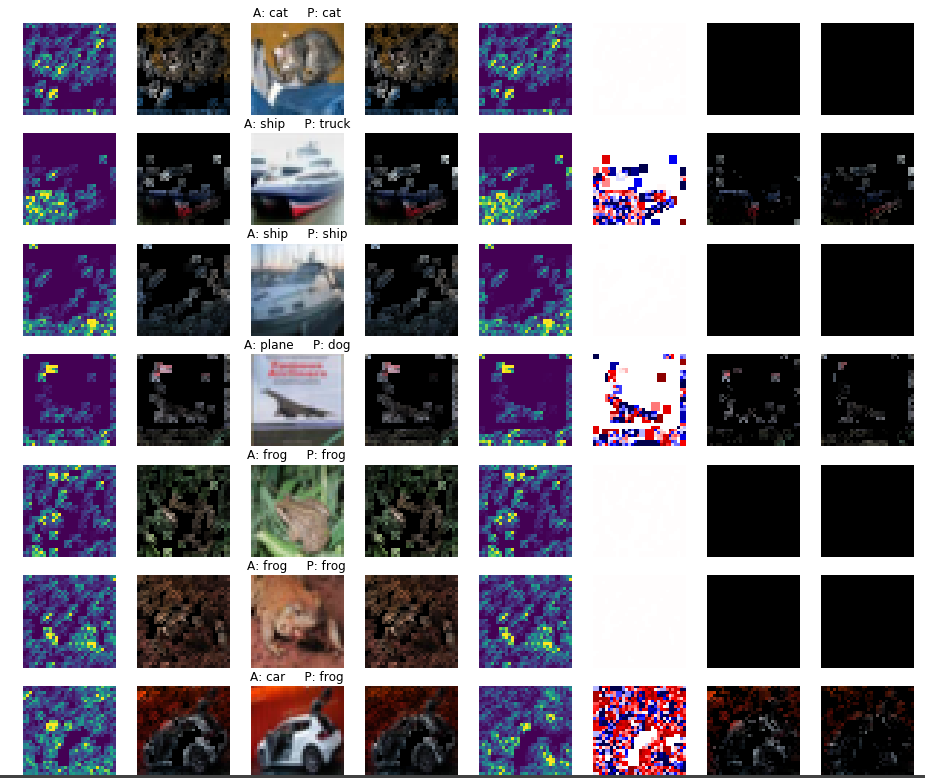 A: cat P: cat
A: ship P: truck
A: ship P: ship
A: plane P: dog
A: frog P: frog
A: frog P: frog
A: car P: frog